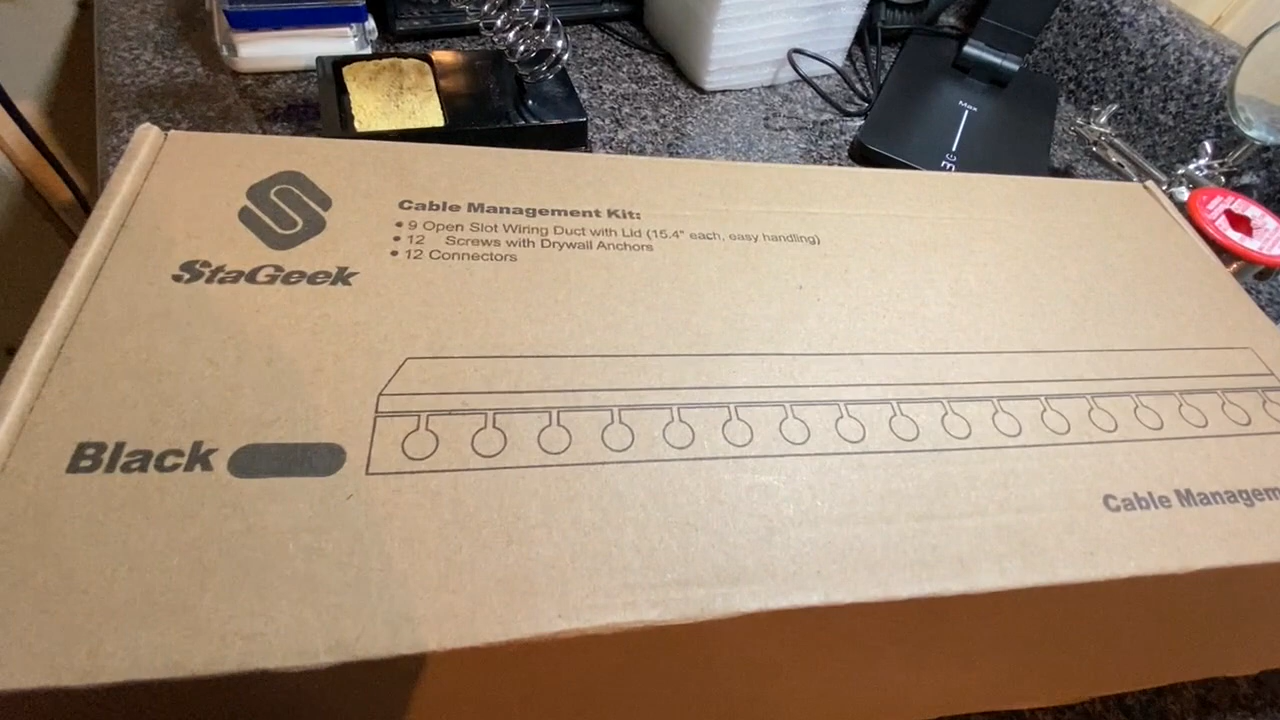 Max
StaGeek
Cable Management Kit:
• 9 Open Slot Wiring Duct with Lid (15.4" each, easy handling)
• 12 Screws with Drywall Anchors
• 12 Connectors
Black
Cable Managem